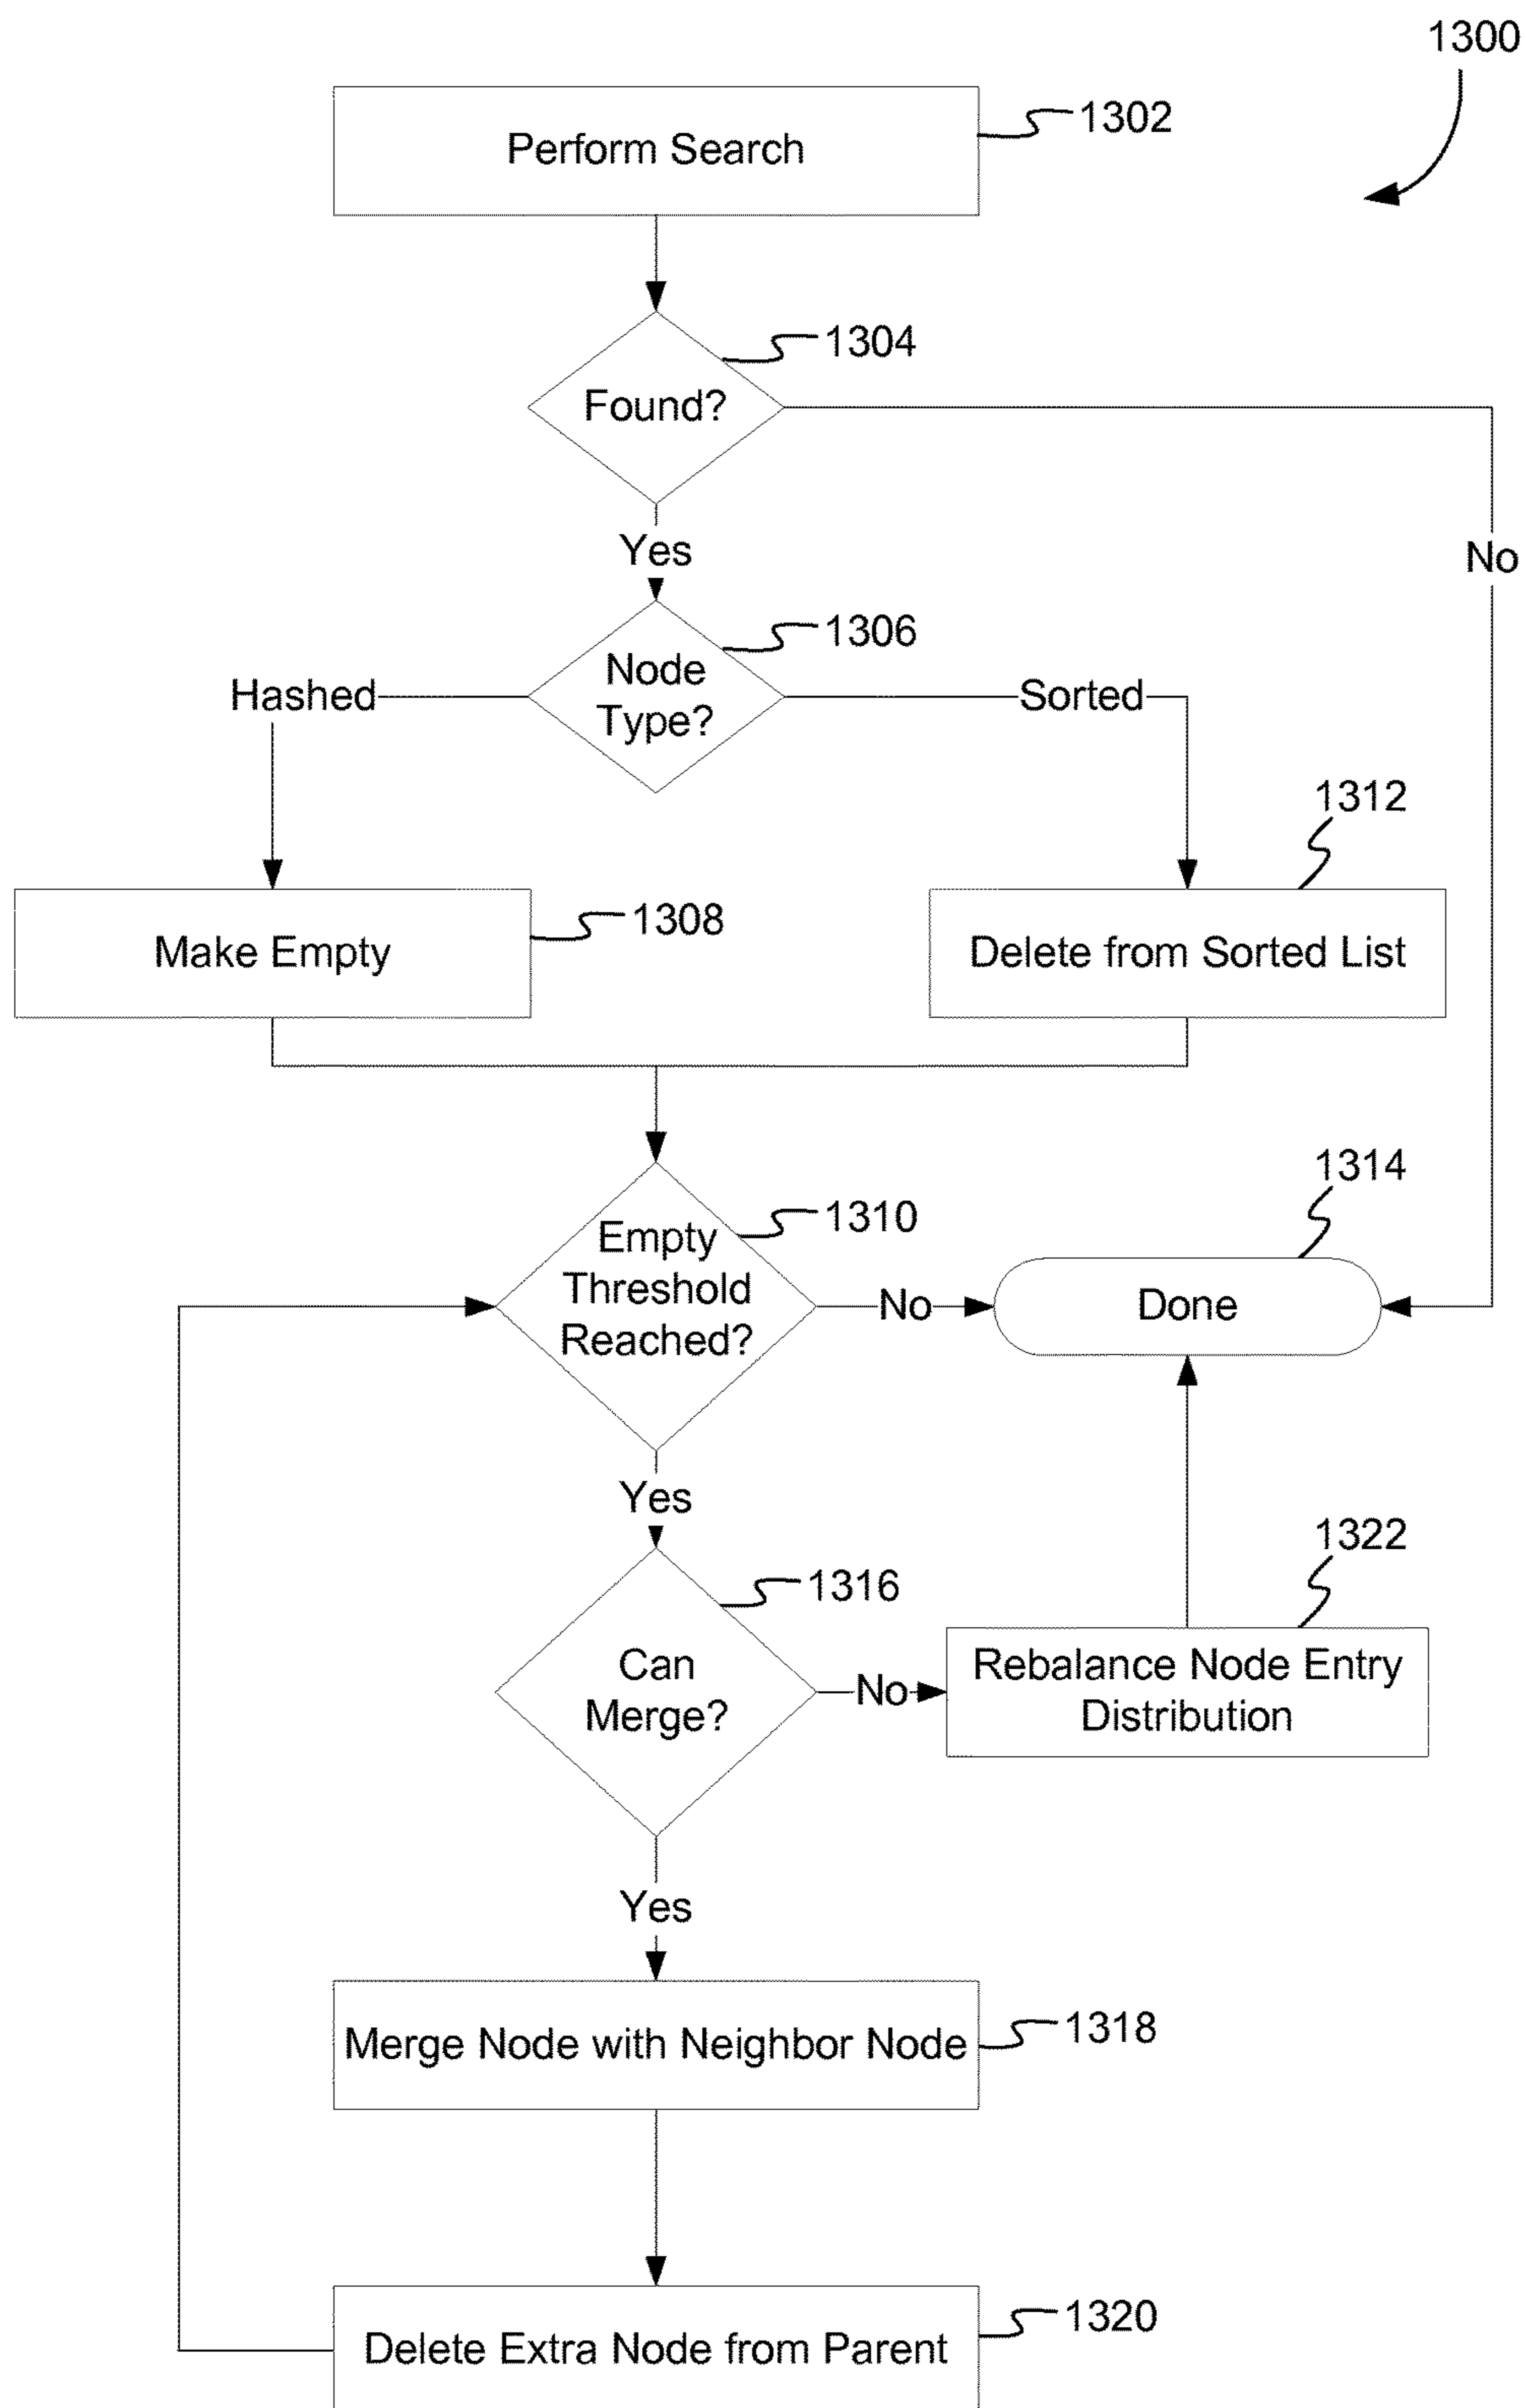 1300
Perform Search
1302
Found?
1304
Yes
No
Node
Type?
1306
Hashed
Sorted
Make Empty
1308
Delete from Sorted List
1312
Empty
Threshold
Reached?
1310
No
Done
1314
Yes
Can
Merge?
1316
No
Rebalance Node Entry
Distribution
1322
Yes
Merge Node with Neighbor Node
1318
Delete Extra Node from Parent
1320